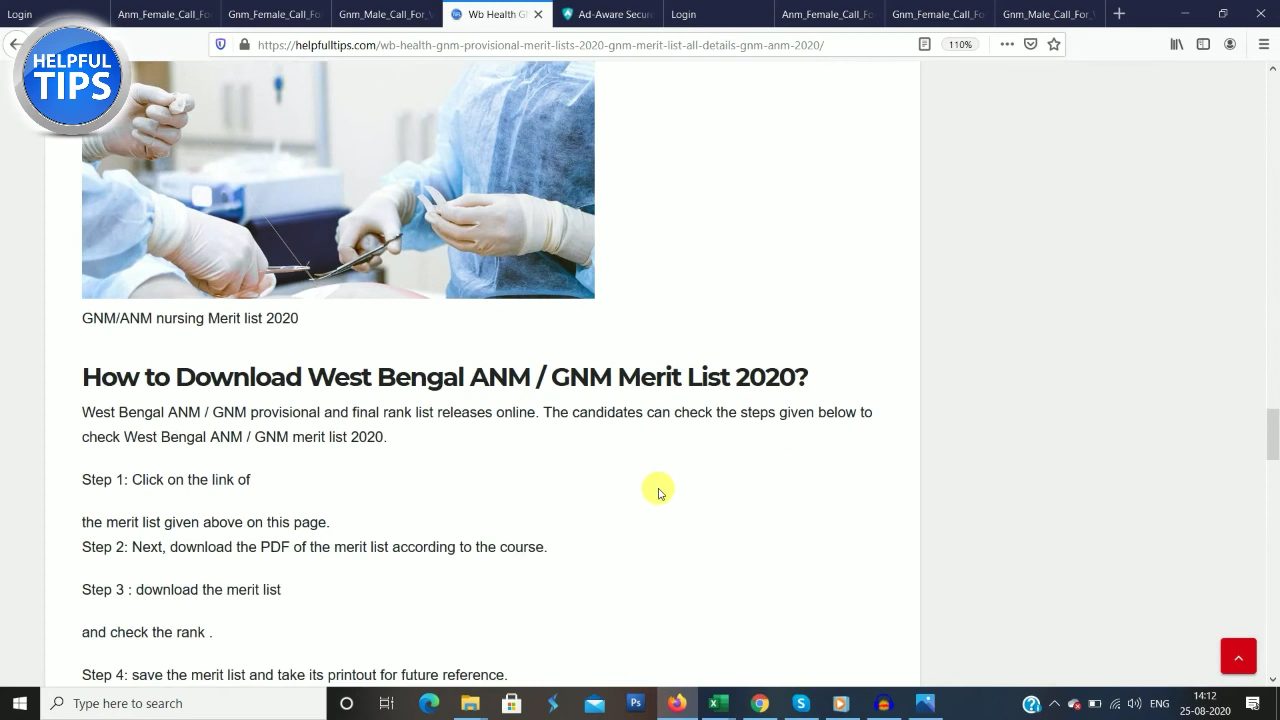 Login
Anm_Female_Call_For
Gnm_Female_Call_For
Gnm_Male_Call_For_
Wb Health G
Ad-Aware Secure
Login
Anm_Female_Call_For
Gnm_Female_Call_For
Gnm_Male_Call_For_
https://helpfulltips.com/wb-health-gnm-provisional-merit-lists-2020-gnm-merit-list-all-details-gnm-anm-2020/
110%
HELPFUL
TIPS
GNM/ANM nursing Merit list 2020
How to Download West Bengal ANM / GNM Merit List 2020?
West Bengal ANM / GNM provisional and final rank list releases online. The candidates can check the steps given below to
check West Bengal ANM / GNM merit list 2020.
Step 1: Click on the link of
the merit list given above on this page.
Step 2: Next, download the PDF of the merit list according to the course.
Step 3 : download the merit list
and check the rank .
Step 4: save the merit list and take its printout for future reference.
Type here to search
Ps
ENG
14:12
25-08-2020